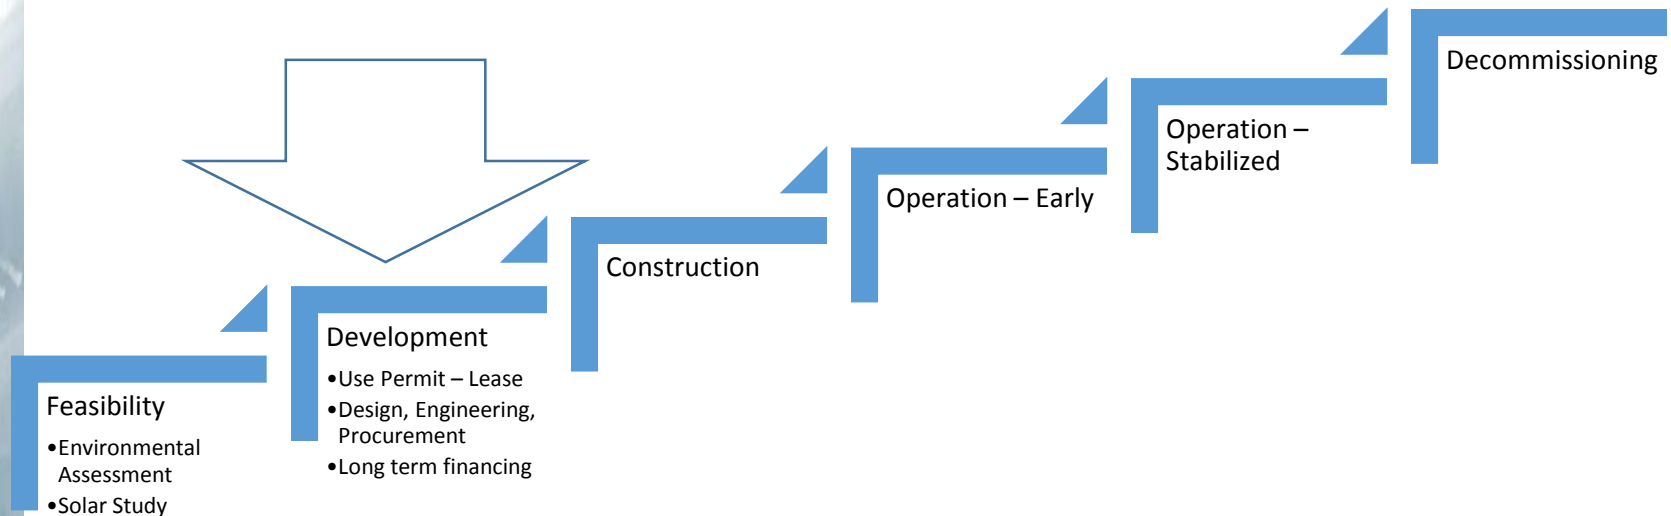 Feasibility
•Environmental
Assessment
•Solar Study
Development
•Use Permit – Lease
•Design, Engineering,
Procurement
•Long term financing
Construction
Operation – Early
Operation –
Stabilized
Decommissioning